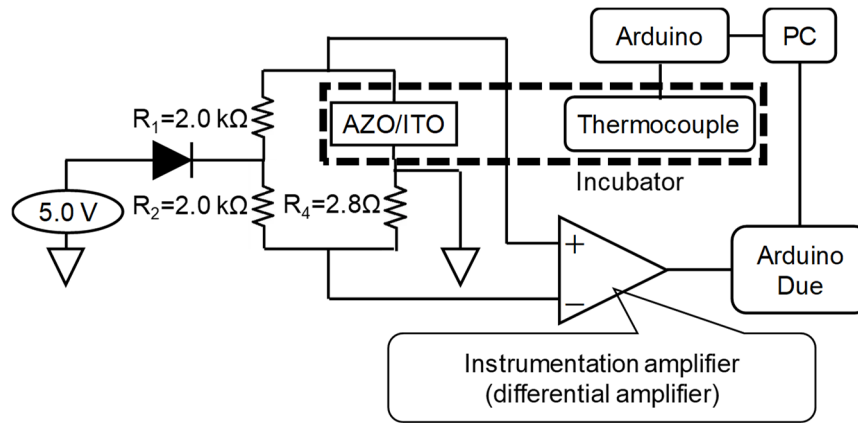 Arduino
PC
R₁=2.0 kΩ
AZO/ITO
Thermocouple
Incubator
5.0 V
R₂=2.0 kΩ
R₄=2.8Ω
+
−
Arduino
Due
Instrumentation amplifier
(differential amplifier)